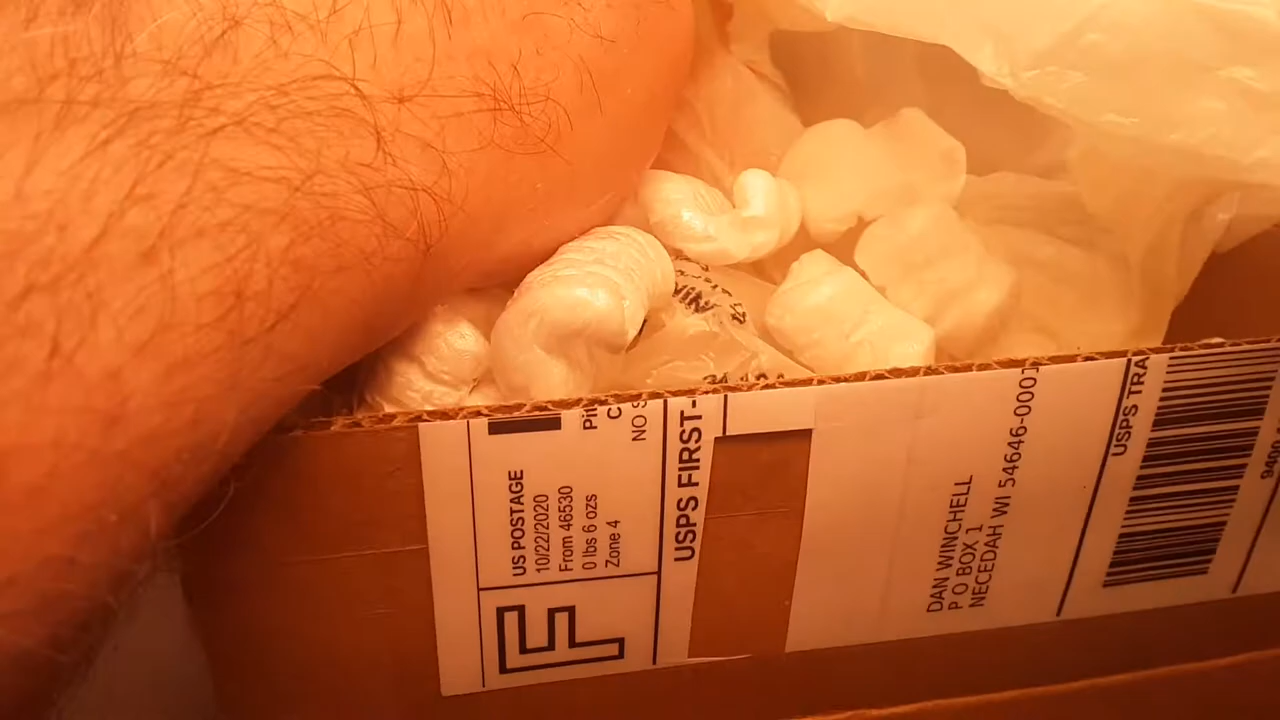 US POSTAGE
10/22/2020
From 46530
0 lbs 6 ozs
Zone 4
NO
F
USPS FIRST-
DAN WINCHELL
P O BOX 1
NECEDAH WI 54646-0001
USPS TRA